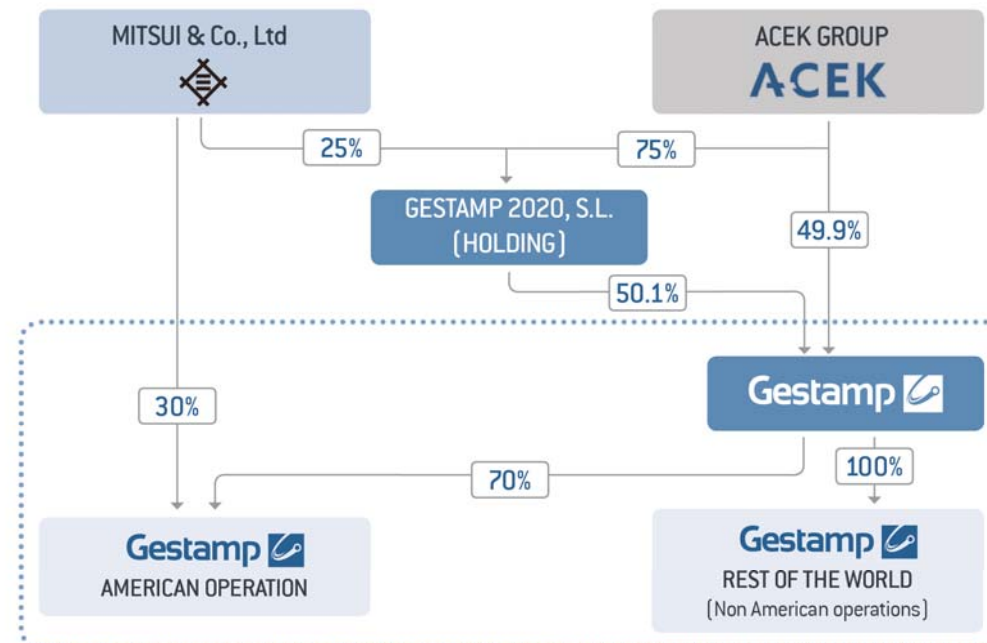 MITSUI & Co., Ltd
ACEK GROUP
ACEK
25%
75%
GESTAMP 2020, S.L.
(HOLDING)
49.9%
50.1%
Gestamp
30%
70%
100%
Gestamp
AMERICAN OPERATION
Gestamp
REST OF THE WORLD
(Non American operations)